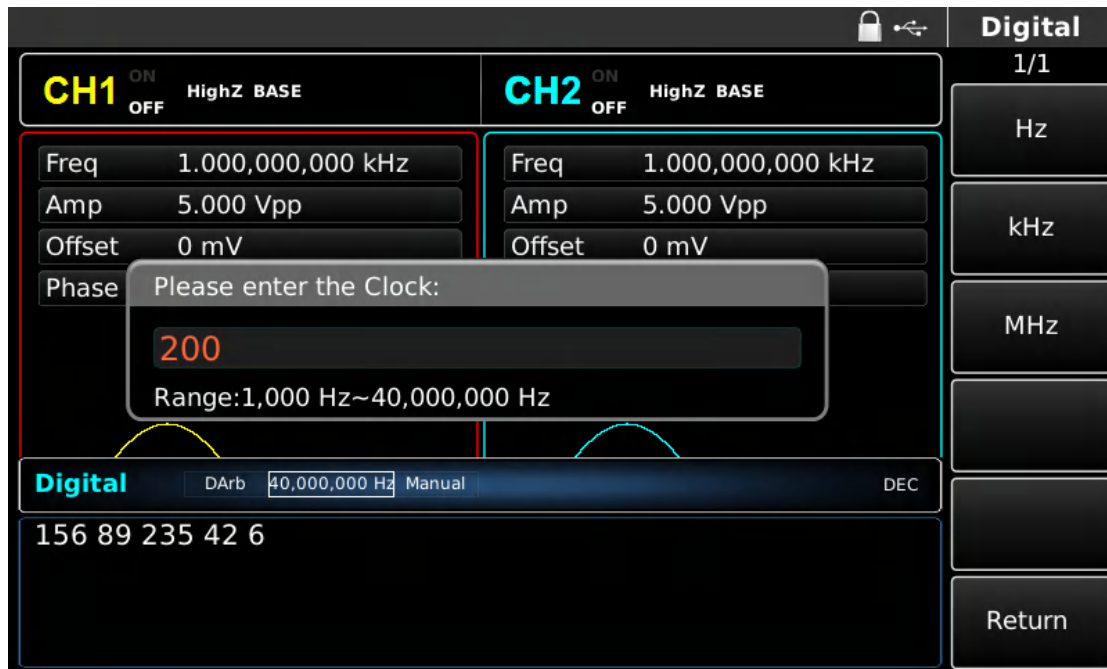 Digital
1/1
CH1 ON OFF HighZ BASE
CH2 ON OFF HighZ BASE
Hz
Freq 1.000,000,000 kHz
Freq 1.000,000,000 kHz
Amp 5.000 Vpp
Amp 5.000 Vpp
kHz
Offset 0 mV
Offset 0 mV
Phase
Please enter the Clock:
200
Range:1,000 Hz~40,000,000 Hz
MHz
Digital DArb 40,000,000 Hz Manual DEC
156 89 235 42 6
Return